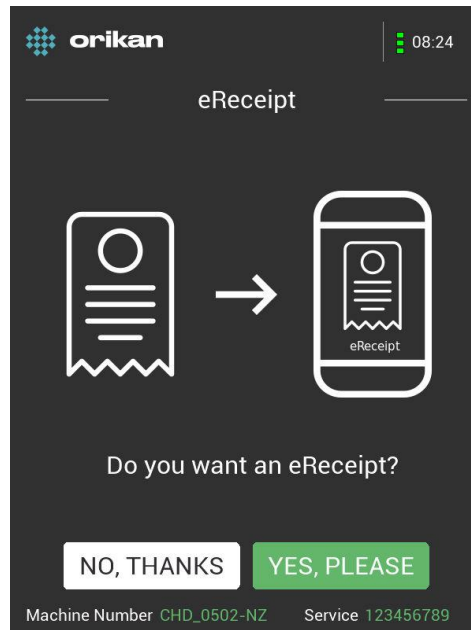 orikan 08:24
eReceipt
eReceipt
Do you want an eReceipt?
NO, THANKS YES, PLEASE
Machine Number CHD_0502-NZ Service 123456789